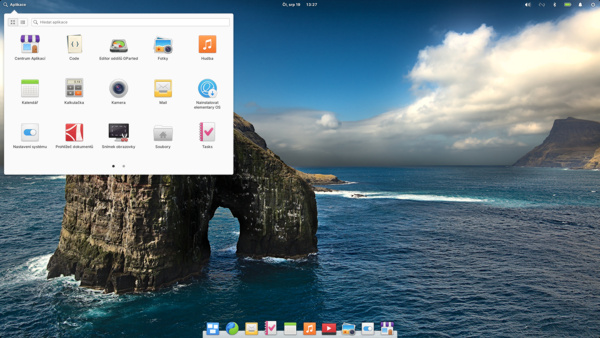 Aplikace
Čt, srp 19 13:27
Hledat aplikace
Centrum Aplikací
Code
Editor oddílů GParted
Fotky
Hudba
Kalendář
Kalkulačka
Kamera
Mail
Nainstalovat
elementary OS
Nastavení systému
Prohlížeč dokumentů
Snímek obrazovky
Soubory
Tasks